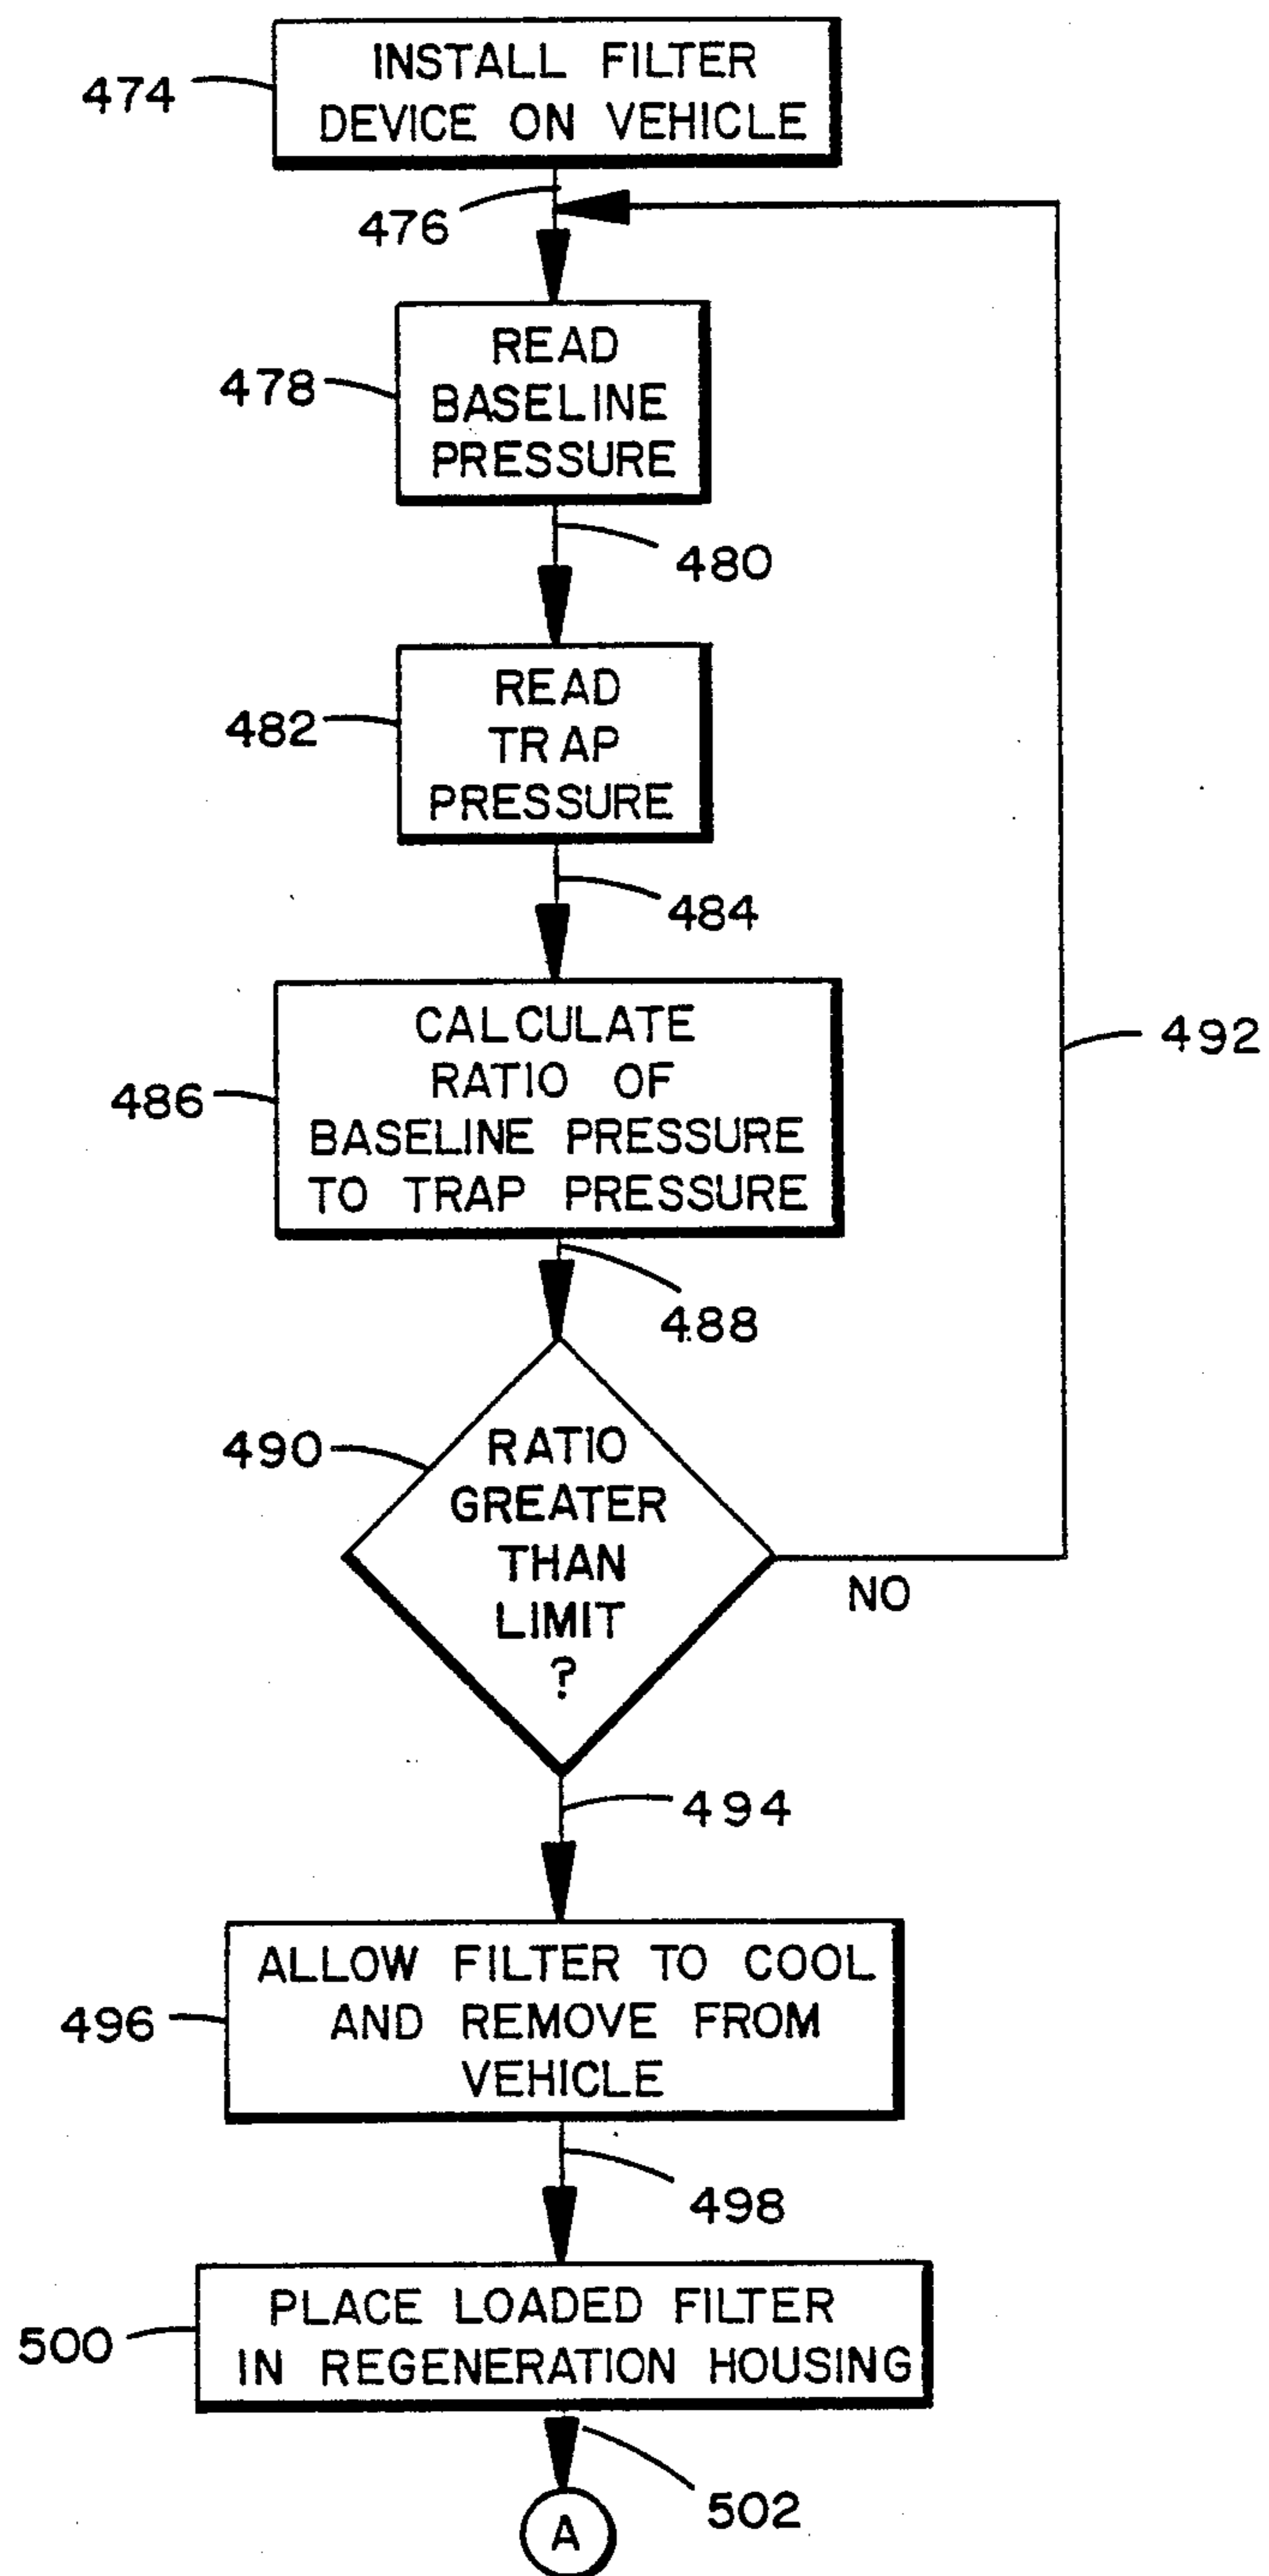 INSTALL FILTER
DEVICE ON VEHICLE
474
476
READ
BASELINE
PRESSURE
478
480
READ
TRAP
PRESSURE
482
484
CALCULATE
RATIO OF
BASELINE PRESSURE
TO TRAP PRESSURE
486
492
488
RATIO
GREATER
THAN
LIMIT
?
490
NO
494
ALLOW FILTER TO COOL
AND REMOVE FROM
VEHICLE
496
498
PLACE LOADED FILTER
IN REGENERATION HOUSING
500
502
A